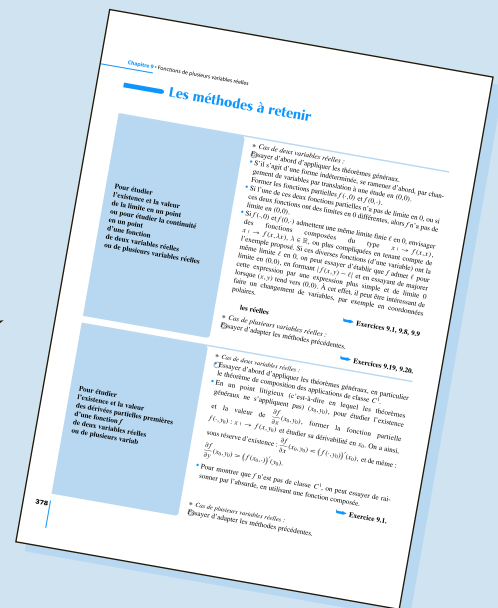 Chapitre 9 • Fonctions de plusieurs variables réelles
Les méthodes à retenir
Pour étudier
l'existence et la valeur
de la limite en un point
ou pour étudier la continuité
en un point
d'une fonction
de deux variables réelles
ou de plusieurs variables réelles
* Cas de deux variables réelles :
Essayer d'abord d'appliquer les théorèmes généraux.
• S'il s'agit d'une forme indéterminée, se ramener d'abord, par chan-
gement de variables par translation à une étude en (0,0).
Former les fonctions partielles f(·,0) et f(0,·).
• Si l'une de ces deux fonctions partielles n'a pas de limite en 0, ou si
ces deux fonctions ont des limites en 0 différentes, alors f n'a pas de
limite en (0,0).
• Si f(·,0) et f(0,·) admettent une même limite finie ℓ en 0, envisager
des fonctions composées du type x ↦ f(x,x),
x ↦ f(x,λx), λ ∈ ℝ, ou plus compliquées en tenant compte de
l'exemple proposé. Si ces diverses fonctions (d'une variable) ont la
même limite ℓ en 0, on peut essayer d'établir que f admet ℓ pour
limite en (0,0), en formant |f(x,y) − ℓ| et en essayant de majorer
cette expression par une expression plus simple et de limite 0
lorsque (x,y) tend vers (0,0). À cet effet, il peut être intéressant de
faire un changement de variables, par exemple en coordonnées
polaires.
➥ Exercices 9.1, 9.8, 9.9
les réelles
* Cas de plusieurs variables réelles :
Essayer d'adapter les méthodes précédentes.
➥ Exercices 9.19, 9.20.
Pour étudier
l'existence et la valeur
des dérivées partielles premières
d'une fonction f
de deux variables réelles
ou de plusieurs variab
* Cas de deux variables réelles :
• Essayer d'abord d'appliquer les théorèmes généraux, en particulier
le théorème de composition des applications de classe C¹.
• En un point litigieux (c'est-à-dire en lequel les théorèmes
généraux ne s'appliquent pas) (x₀,y₀), pour étudier l'existence
et la valeur de ∂f/∂x (x₀,y₀), former la fonction partielle
f(·,y₀) : x ↦ f(x,y₀) et étudier sa dérivabilité en x₀. On a ainsi,
sous réserve d'existence : ∂f/∂x (x₀,y₀) = (f(·,y₀))′(x₀), et de même :
∂f/∂y (x₀,y₀) = (f(x₀,·))′(y₀).
• Pour montrer que f n'est pas de classe C¹, on peut essayer de rai-
sonner par l'absurde, en utilisant une fonction composée.
➥ Exercice 9.1.
* Cas de plusieurs variables réelles :
Essayer d'adapter les méthodes précédentes.
378